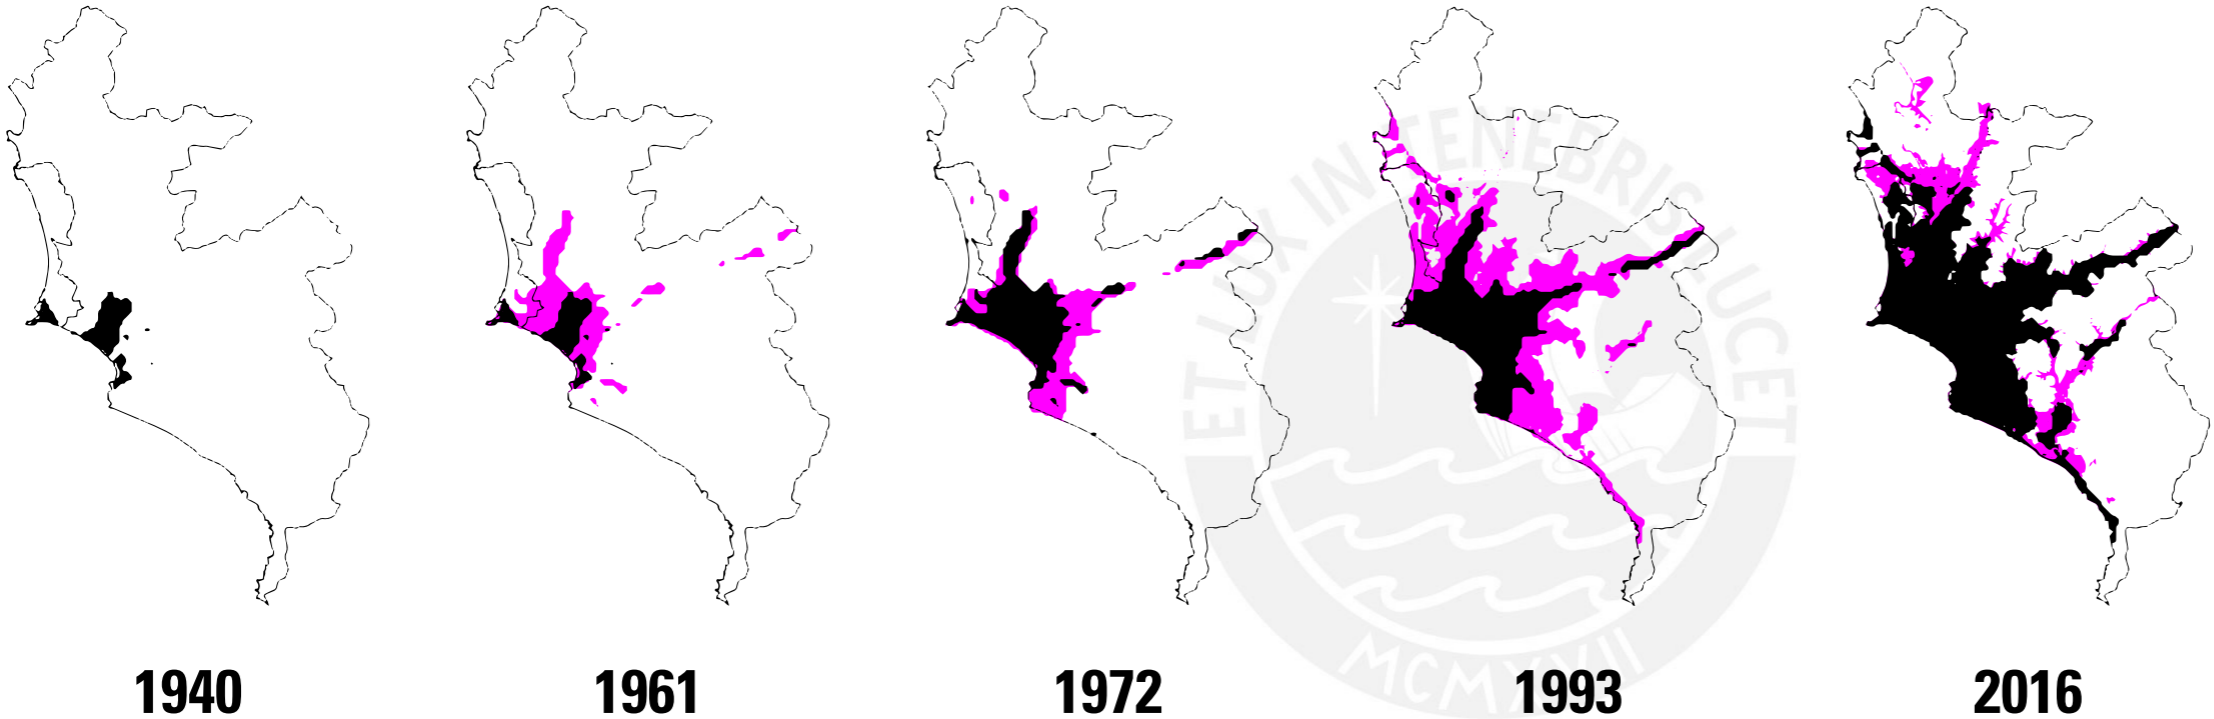 1940 1961 1972 1993 2016
ET LUX IN TENEBRIS LUCET
MCMXVII